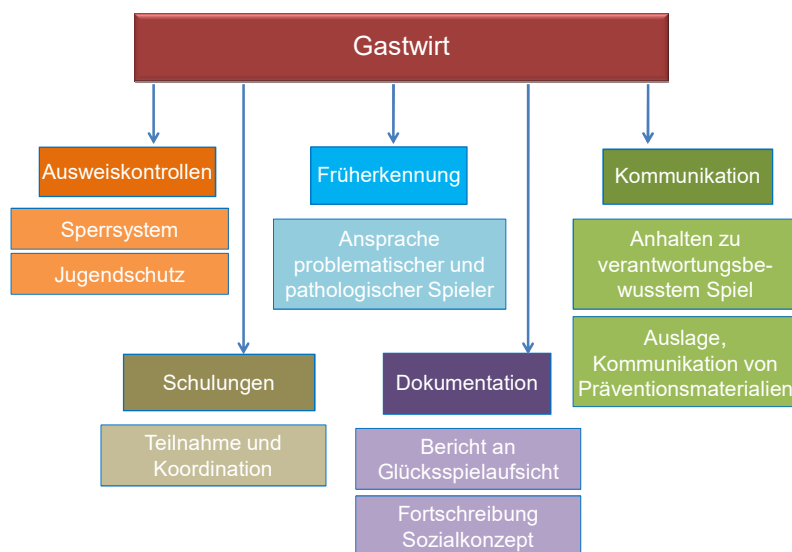 Gastwirt
Ausweiskontrollen
Sperrsystem
Jugendschutz
Früherkennung
Ansprache
problematischer und
pathologischer Spieler
Kommunikation
Anhalten zu
verantwortungsbe-
wusstem Spiel
Auslage,
Kommunikation von
Präventionsmaterialien
Schulungen
Teilnahme und
Koordination
Dokumentation
Bericht an
Glücksspielaufsicht
Fortschreibung
Sozialkonzept